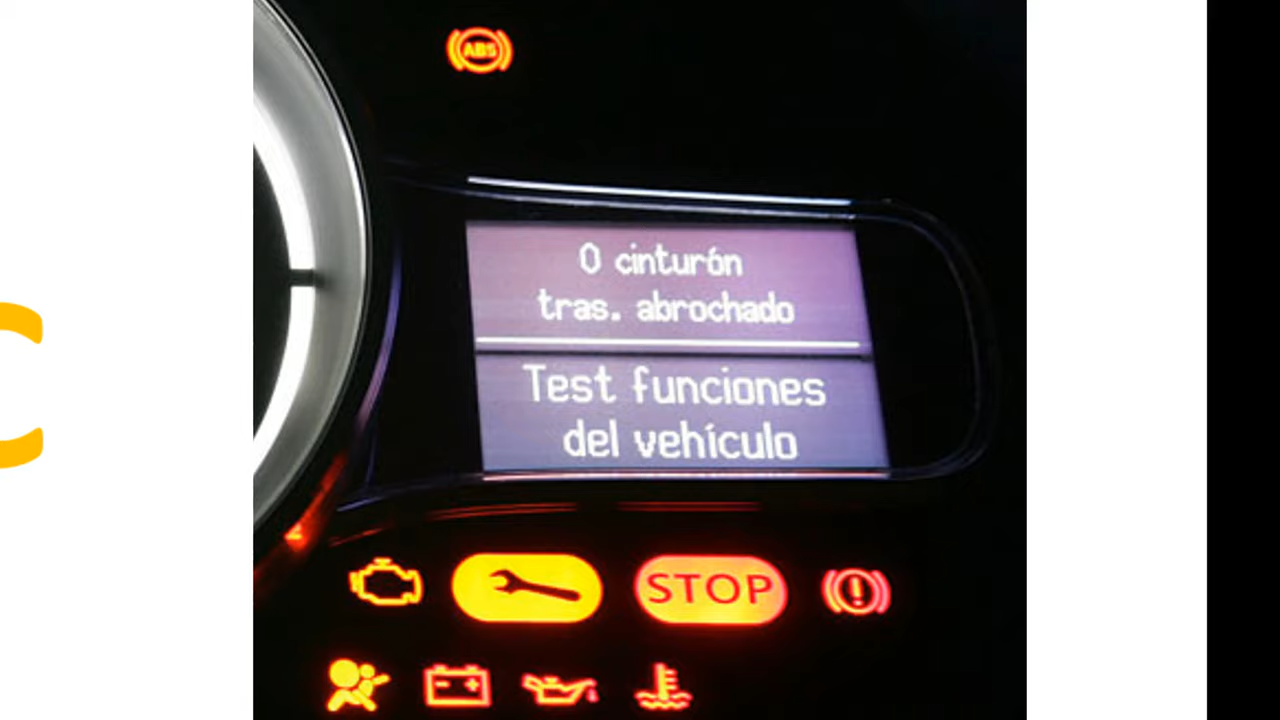 ABS
0 cinturón
tras. abrochado
Test funciones
del vehículo
STOP